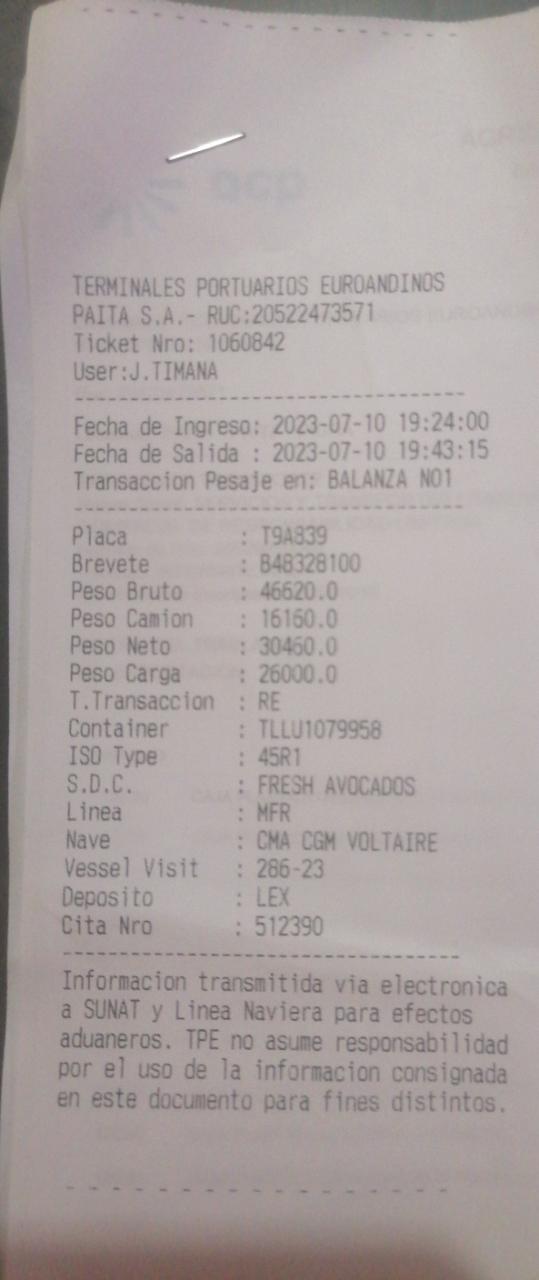 TERMINALES PORTUARIOS EUROANDINOS
PAITA S.A.- RUC:20522473571
Ticket Nro: 1060842
User:J.TIMANA
----------------------------------
Fecha de Ingreso: 2023-07-10 19:24:00
Fecha de Salida : 2023-07-10 19:43:15
Transaccion Pesaje en: BALANZA NO1
----------------------------------
Placa : T9A839
Brevete : B48328100
Peso Bruto : 46620.0
Peso Camion : 16160.0
Peso Neto : 30460.0
Peso Carga : 26000.0
T.Transaccion : RE
Container : TLLU1079958
ISO Type : 45R1
S.D.C. : FRESH AVOCADOS
Linea : MFR
Nave : CMA CGM VOLTAIRE
Vessel Visit : 286-23
Deposito : LEX
Cita Nro : 512390
----------------------------------
Informacion transmitida via electronica
a SUNAT y Linea Naviera para efectos
aduaneros. TPE no asume responsabilidad
por el uso de la informacion consignada
en este documento para fines distintos.